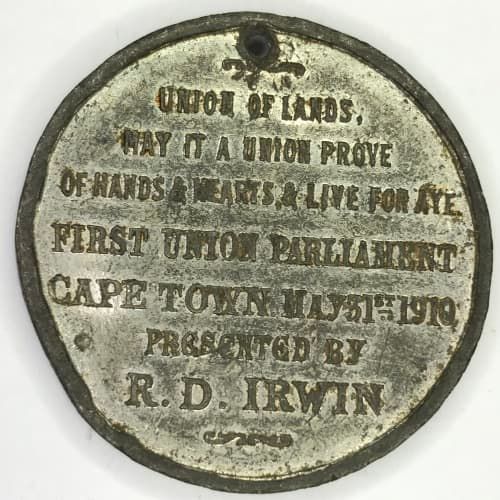 UNION OF LANDS,
MAY IT A UNION PROVE
OF HANDS & HEARTS, & LIVE FOR AYE.
FIRST UNION PARLIAMENT
CAPE TOWN MAY 31ST 1910,
PRESENTED BY
R. D. IRWIN